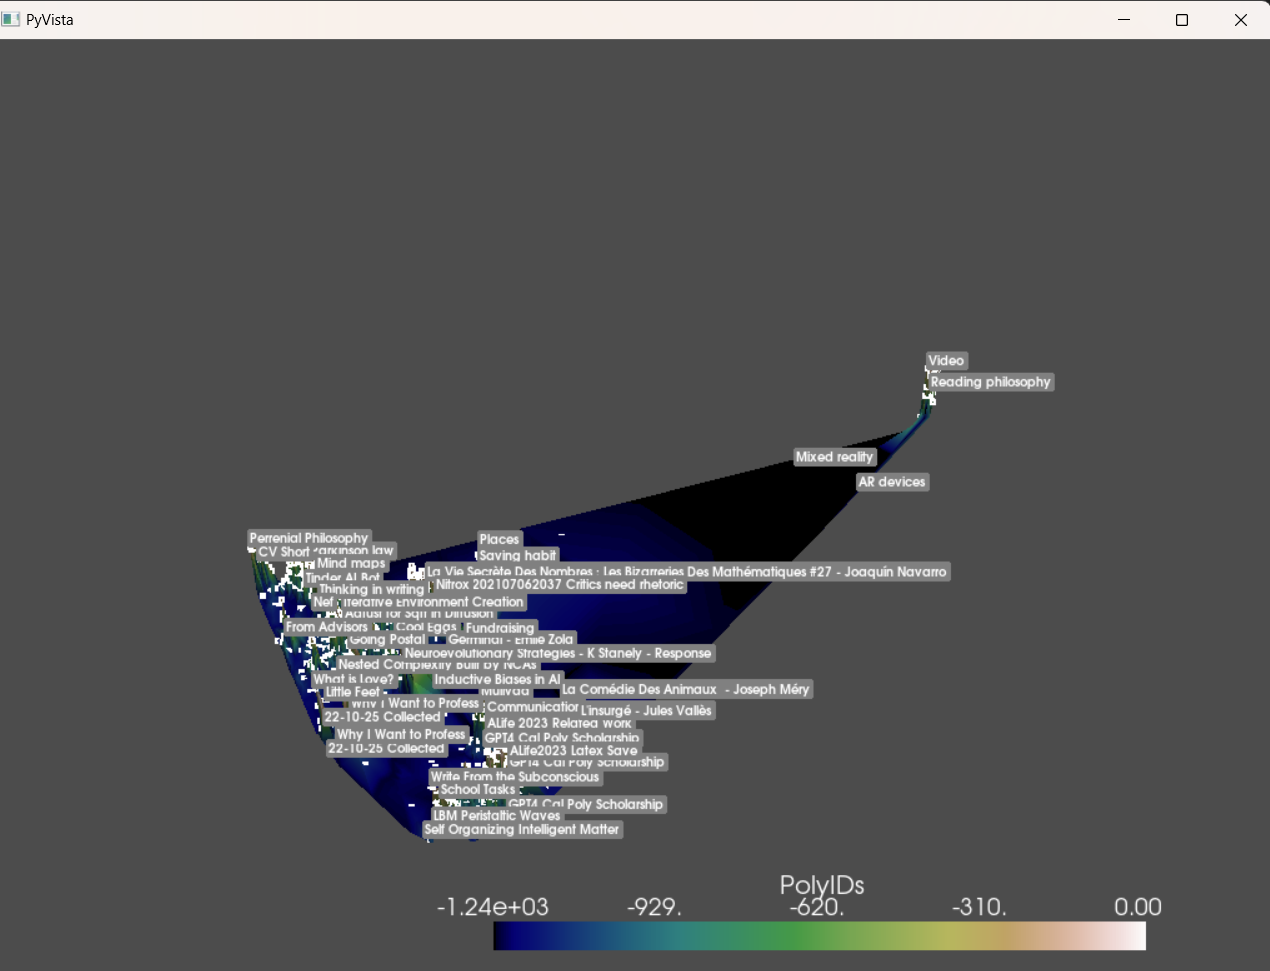 PyVista
Video
Reading philosophy
Mixed reality
AR devices
Perrenial Philosophy
Places
CV Short
Parkinson law
Saving habit
Mind maps
La Vie Secrète Des Nombres : Les Bizarreries Des Mathématiques #27 - Joaquín Navarro
Tinder AI Bot
Nitrox 202107062037 Critics need rhetoric
Thinking in writing
Iterative Environment Creation
From Advisors
Cool Eggs
Fundraising
Going Postal
Germinal - Emile Zola
Neuroevolutionary Strategies - K Stanely - Response
Nested Complexity Built by NCAs
What is Love?
Inductive Biases in AI
Little Feet
Mullvad
La Comédie Des Animaux - Joseph Méry
Why I Want to Profess
Communication
L'insurgé - Jules Vallès
22-10-25 Collected
ALife 2023 Related Work
Why I Want to Profess
GPT4 Cal Poly Scholarship
22-10-25 Collected
ALife2023 Latex Save
GPT4 Cal Poly Scholarship
Write From the Subconscious
School Tasks
GPT4 Cal Poly Scholarship
LBM Peristaltic Waves
Self Organizing Intelligent Matter
PolyIDs
-1.24e+03 -929. -620. -310. 0.00